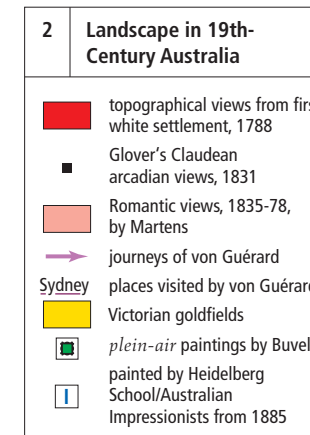 2 Landscape in 19th-
Century Australia
topographical views from firs
white settlement, 1788
Glover's Claudean
arcadian views, 1831
Romantic views, 1835-78,
by Martens
journeys of von Guérard
Sydney places visited by von Guérard
Victorian goldfields
plein-air paintings by Buvel
painted by Heidelberg
School/Australian
Impressionists from 1885